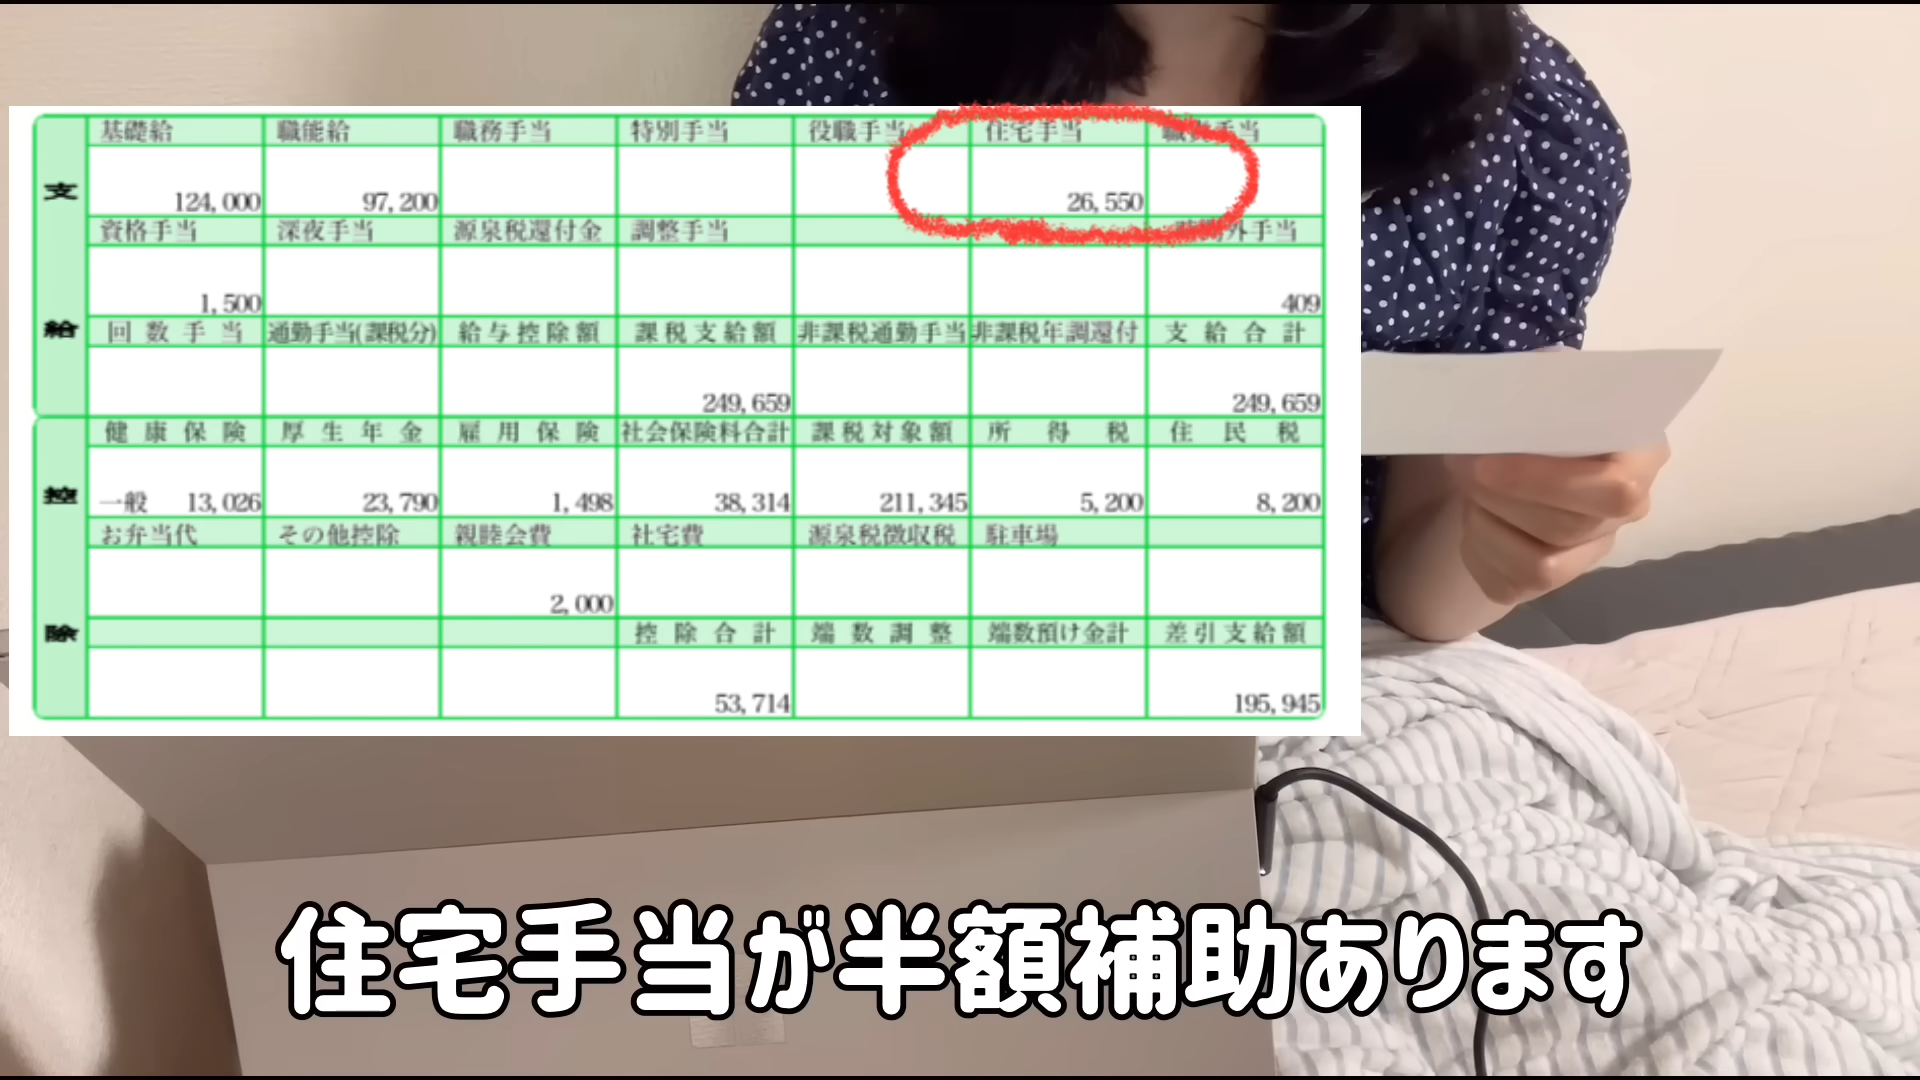 支給
基礎給 職能給 職務手当 特別手当 役職手当 住宅手当
124,000 97,200 26,550
資格手当 深夜手当 源泉税還付金 調整手当 時間外手当
1,500 409
回数手当 通勤手当(課税分) 給与控除額 課税支給額 非課税通勤手当 非課税年調還付 支給合計
249,659 249,659
控除
健康保険 厚生年金 雇用保険 社会保険料合計 課税対象額 所得税 住民税
一般 13,026 23,790 1,498 38,314 211,345 5,200 8,200
お弁当代 その他控除 親睦会費 社宅費 源泉税徴収税 駐車場
2,000
控除合計 端数調整 端数預け金計 差引支給額
53,714 195,945
住宅手当が半額補助あります